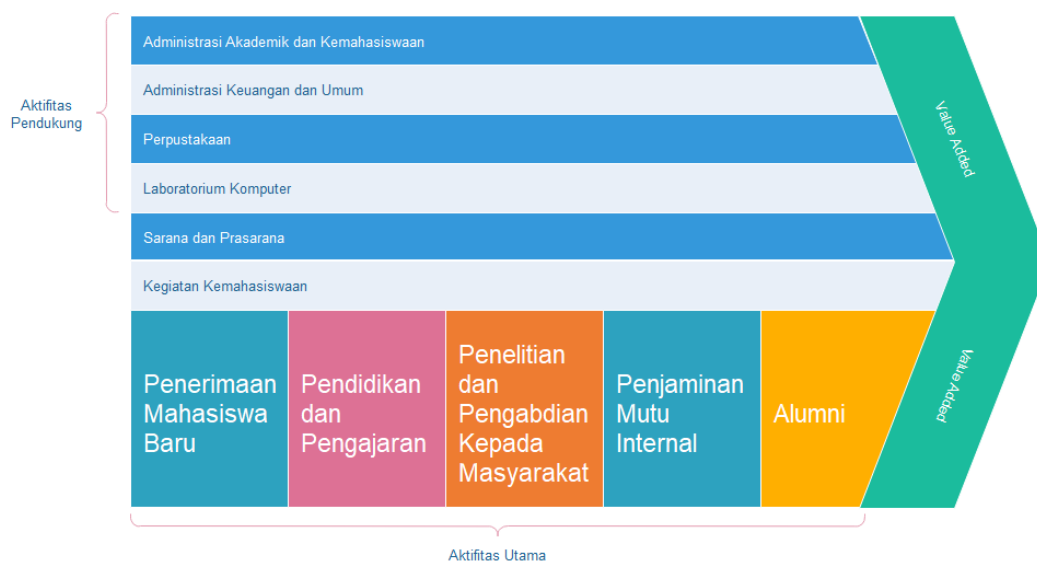 Aktifitas
Pendukung
Administrasi Akademik dan Kemahasiswaan
Administrasi Keuangan dan Umum
Perpustakaan
Laboratorium Komputer
Sarana dan Prasarana
Kegiatan Kemahasiswaan
Value Added
Penerimaan
Mahasiswa
Baru
Pendidikan
dan
Pengajaran
Penelitian
dan
Pengabdian
Kepada
Masyarakat
Penjaminan
Mutu
Internal
Alumni
Value Added
Aktifitas Utama